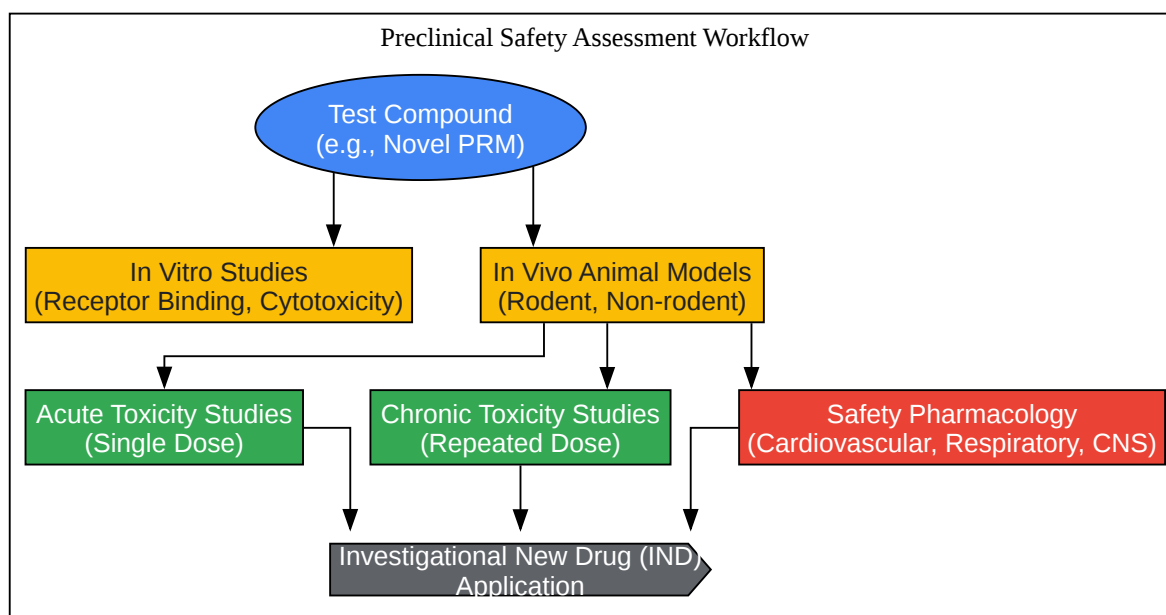 Preclinical Safety Assessment Workflow
Test Compound
(e.g., Novel PRM)
In Vitro Studies
(Receptor Binding, Cytotoxicity)
In Vivo Animal Models
(Rodent, Non-rodent)
Acute Toxicity Studies
(Single Dose)
Chronic Toxicity Studies
(Repeated Dose)
Safety Pharmacology
(Cardiovascular, Respiratory, CNS)
Investigational New Drug (IND)
Application